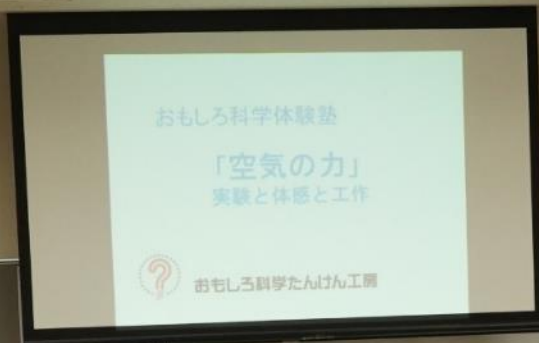 おもしろ科学体験塾
「空気の力」
実験と体感と工作
?
おもしろ科学たんけん工房